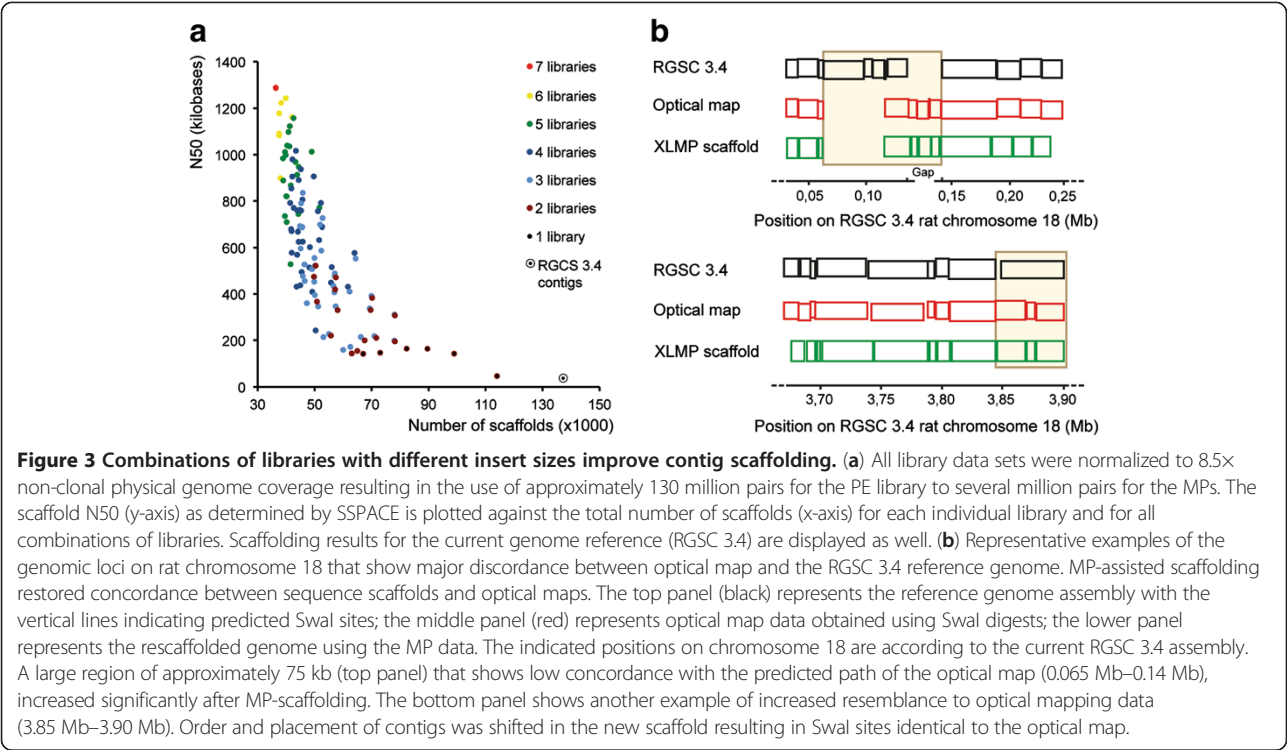 a
N50 (kilobases)
1400
1200
1000
800
600
400
200
0
30
50
70
90
110
130
150
Number of scaffolds (x1000)
7 libraries
6 libraries
5 libraries
4 libraries
3 libraries
2 libraries
1 library
RGCS 3.4
contigs
b
RGSC 3.4
Optical map
XLMP scaffold
Gap
0,05
0,10
0,15
0,20
0,25
Position on RGSC 3.4 rat chromosome 18 (Mb)
RGSC 3.4
Optical map
XLMP scaffold
3,70
3,75
3,80
3,85
3,90
Position on RGSC 3.4 rat chromosome 18 (Mb)
Figure 3 Combinations of libraries with different insert sizes improve contig scaffolding. (a) All library data sets were normalized to 8.5×
non-clonal physical genome coverage resulting in the use of approximately 130 million pairs for the PE library to several million pairs for the MPs. The
scaffold N50 (y-axis) as determined by SSPACE is plotted against the total number of scaffolds (x-axis) for each individual library and for all
combinations of libraries. Scaffolding results for the current genome reference (RGSC 3.4) are displayed as well. (b) Representative examples of the
genomic loci on rat chromosome 18 that show major discordance between optical map and the RGSC 3.4 reference genome. MP-assisted scaffolding
restored concordance between sequence scaffolds and optical maps. The top panel (black) represents the reference genome assembly with the
vertical lines indicating predicted SwaI sites; the middle panel (red) represents optical map data obtained using SwaI digests; the lower panel
represents the rescaffolded genome using the MP data. The indicated positions on chromosome 18 are according to the current RGSC 3.4 assembly.
A large region of approximately 75 kb (top panel) that shows low concordance with the predicted path of the optical map (0.065 Mb–0.14 Mb),
increased significantly after MP-scaffolding. The bottom panel shows another example of increased resemblance to optical mapping data
(3.85 Mb–3.90 Mb). Order and placement of contigs was shifted in the new scaffold resulting in SwaI sites identical to the optical map.